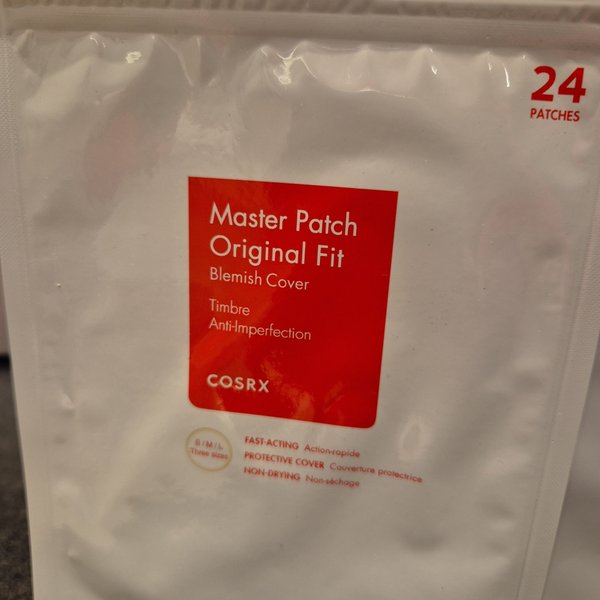 24
PATCHES
Master Patch
Original Fit
Blemish Cover
Timbre
Anti-Imperfection
COSRX
S/M/L
Three sizes
FAST-ACTING Action-rapide
PROTECTIVE COVER Couverture protectrice
NON-DRYING Non-séchage